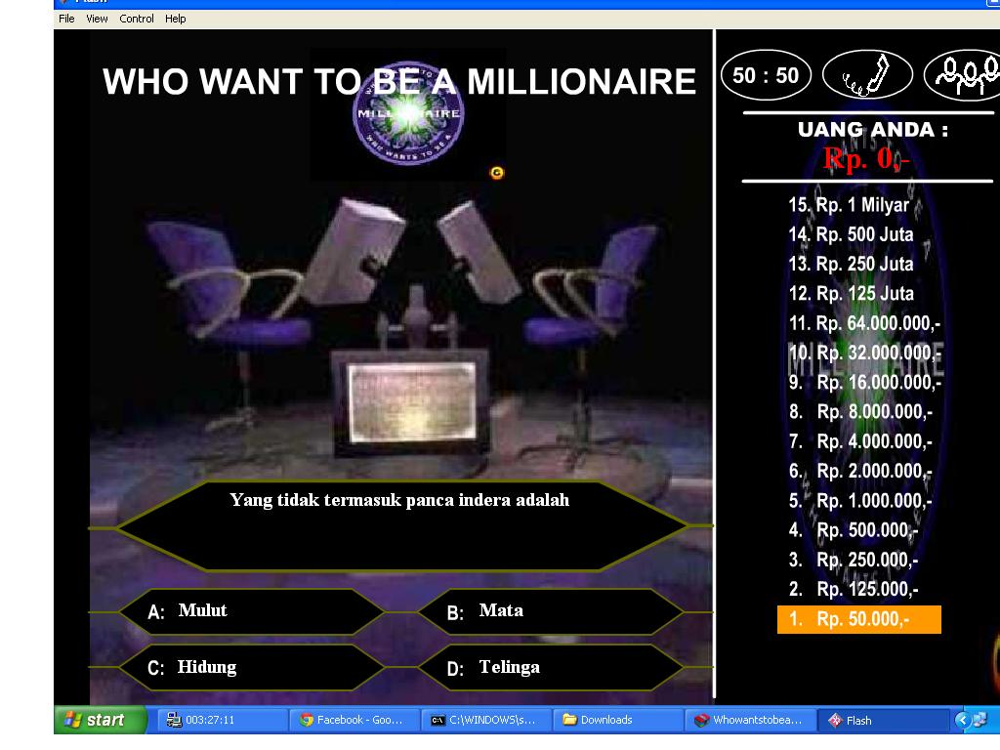 Flash
File View Control Help
WHO WANT TO BE A MILLIONAIRE
50 : 50
UANG ANDA :
Rp. 0,-
15. Rp. 1 Milyar
14. Rp. 500 Juta
13. Rp. 250 Juta
12. Rp. 125 Juta
11. Rp. 64.000.000,-
10. Rp. 32.000.000,-
9. Rp. 16.000.000,-
8. Rp. 8.000.000,-
7. Rp. 4.000.000,-
6. Rp. 2.000.000,-
5. Rp. 1.000.000,-
4. Rp. 500.000,-
3. Rp. 250.000,-
2. Rp. 125.000,-
1. Rp. 50.000,-
Yang tidak termasuk panca indera adalah
A: Mulut
B: Mata
C: Hidung
D: Telinga
start
003:27:11
Facebook - Goo...
C:\WINDOWS\s...
Downloads
Whowantstobea...
Flash